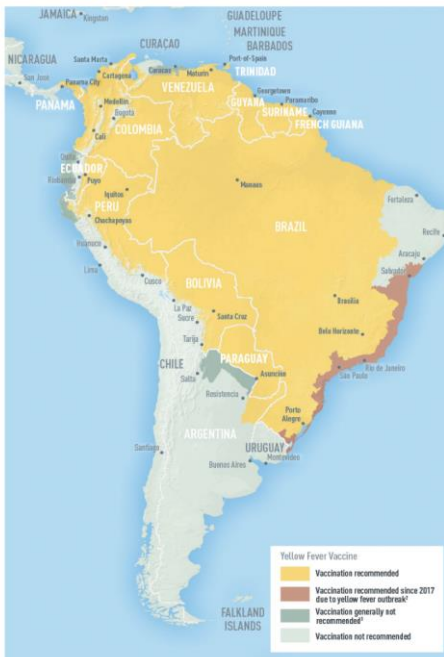 JAMAICA
Kingston
GUADELOUPE
MARTINIQUE
BARBADOS
CURAÇAO
NICARAGUA
San José
Santa Marta
Cartagena
Caracas
Maturín
Port-of-Spain
TRINIDAD
Panama City
PANAMA
VENEZUELA
Georgetown
Medellín
GUYANA
Paramaribo
Bogotá
SURINAME
Cayenne
COLOMBIA
FRENCH GUIANA
Cali
Quito
ECUADOR
Riobamba
Puyo
Iquitos
Manaus
Fortaleza
PERU
Chachapoyas
BRAZIL
Recife
Huánuco
Aracaju
Lima
Salvador
Cusco
BOLIVIA
Brasília
La Paz
Santa Cruz
Sucre
Belo Horizonte
Tarija
PARAGUAY
Rio de Janeiro
CHILE
São Paulo
Salta
Asunción
Resistencia
Porto
Alegre
ARGENTINA
URUGUAY
Santiago
Buenos Aires
Montevideo
Yellow Fever Vaccine
Vaccination recommended
Vaccination recommended since 2017
due to yellow fever outbreak²
Vaccination generally not
recommended³
Vaccination not recommended
FALKLAND
ISLANDS